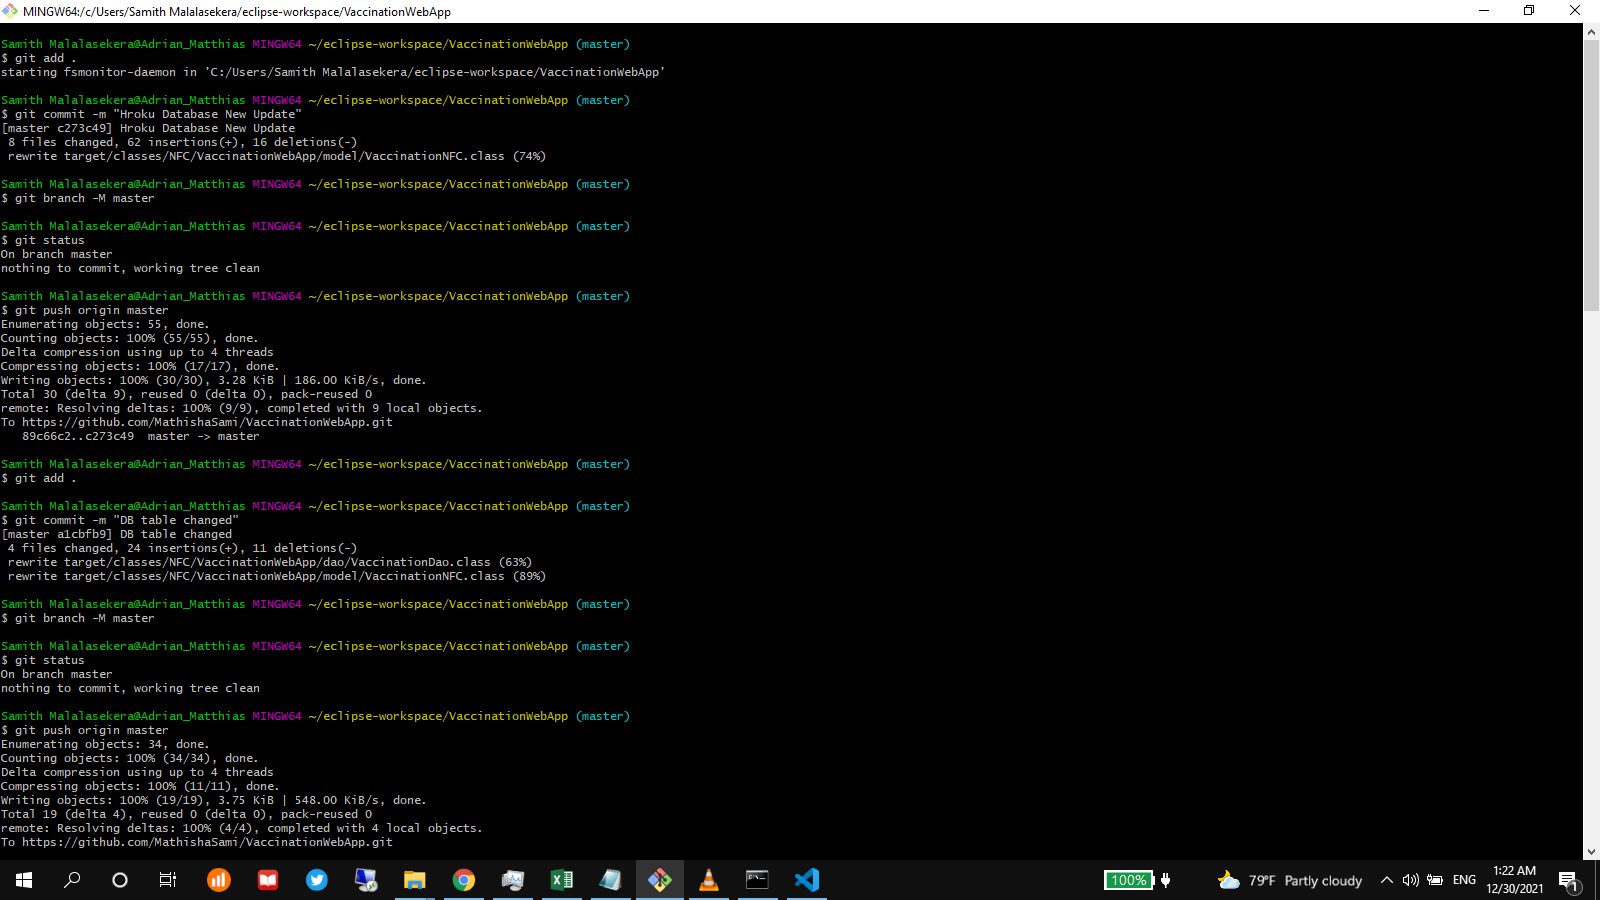 MINGW64:/c/Users/Samith Malalasekera/eclipse-workspace/VaccinationWebApp
Samith Malalasekera@Adrian_Matthias MINGW64 ~/eclipse-workspace/VaccinationWebApp (master)
$ git add .
starting fsmonitor-daemon in 'C:/Users/Samith Malalasekera/eclipse-workspace/VaccinationWebApp'
Samith Malalasekera@Adrian_Matthias MINGW64 ~/eclipse-workspace/VaccinationWebApp (master)
$ git commit -m "Hroku Database New Update"
[master c273c49] Hroku Database New Update
8 files changed, 62 insertions(+), 16 deletions(-)
rewrite target/classes/NFC/VaccinationWebApp/model/VaccinationNFC.class (74%)
Samith Malalasekera@Adrian_Matthias MINGW64 ~/eclipse-workspace/VaccinationWebApp (master)
$ git branch -M master
Samith Malalasekera@Adrian_Matthias MINGW64 ~/eclipse-workspace/VaccinationWebApp (master)
$ git status
On branch master
nothing to commit, working tree clean
Samith Malalasekera@Adrian_Matthias MINGW64 ~/eclipse-workspace/VaccinationWebApp (master)
$ git push origin master
Enumerating objects: 55, done.
Counting objects: 100% (55/55), done.
Delta compression using up to 4 threads
Compressing objects: 100% (17/17), done.
Writing objects: 100% (30/30), 3.28 KiB | 186.00 KiB/s, done.
Total 30 (delta 9), reused 0 (delta 0), pack-reused 0
remote: Resolving deltas: 100% (9/9), completed with 9 local objects.
To https://github.com/MathishaSami/VaccinationWebApp.git
89c66c2..c273c49  master -> master
Samith Malalasekera@Adrian_Matthias MINGW64 ~/eclipse-workspace/VaccinationWebApp (master)
$ git add .
Samith Malalasekera@Adrian_Matthias MINGW64 ~/eclipse-workspace/VaccinationWebApp (master)
$ git commit -m "DB table changed"
[master a1cbfb9] DB table changed
4 files changed, 24 insertions(+), 11 deletions(-)
rewrite target/classes/NFC/VaccinationWebApp/dao/VaccinationDao.class (63%)
rewrite target/classes/NFC/VaccinationWebApp/model/VaccinationNFC.class (89%)
Samith Malalasekera@Adrian_Matthias MINGW64 ~/eclipse-workspace/VaccinationWebApp (master)
$ git branch -M master
Samith Malalasekera@Adrian_Matthias MINGW64 ~/eclipse-workspace/VaccinationWebApp (master)
$ git status
On branch master
nothing to commit, working tree clean
Samith Malalasekera@Adrian_Matthias MINGW64 ~/eclipse-workspace/VaccinationWebApp (master)
$ git push origin master
Enumerating objects: 34, done.
Counting objects: 100% (34/34), done.
Delta compression using up to 4 threads
Compressing objects: 100% (11/11), done.
Writing objects: 100% (19/19), 3.75 KiB | 548.00 KiB/s, done.
Total 19 (delta 4), reused 0 (delta 0), pack-reused 0
remote: Resolving deltas: 100% (4/4), completed with 4 local objects.
To https://github.com/MathishaSami/VaccinationWebApp.git
100% 79°F Partly cloudy ENG 1:22 AM
12/30/2021 1